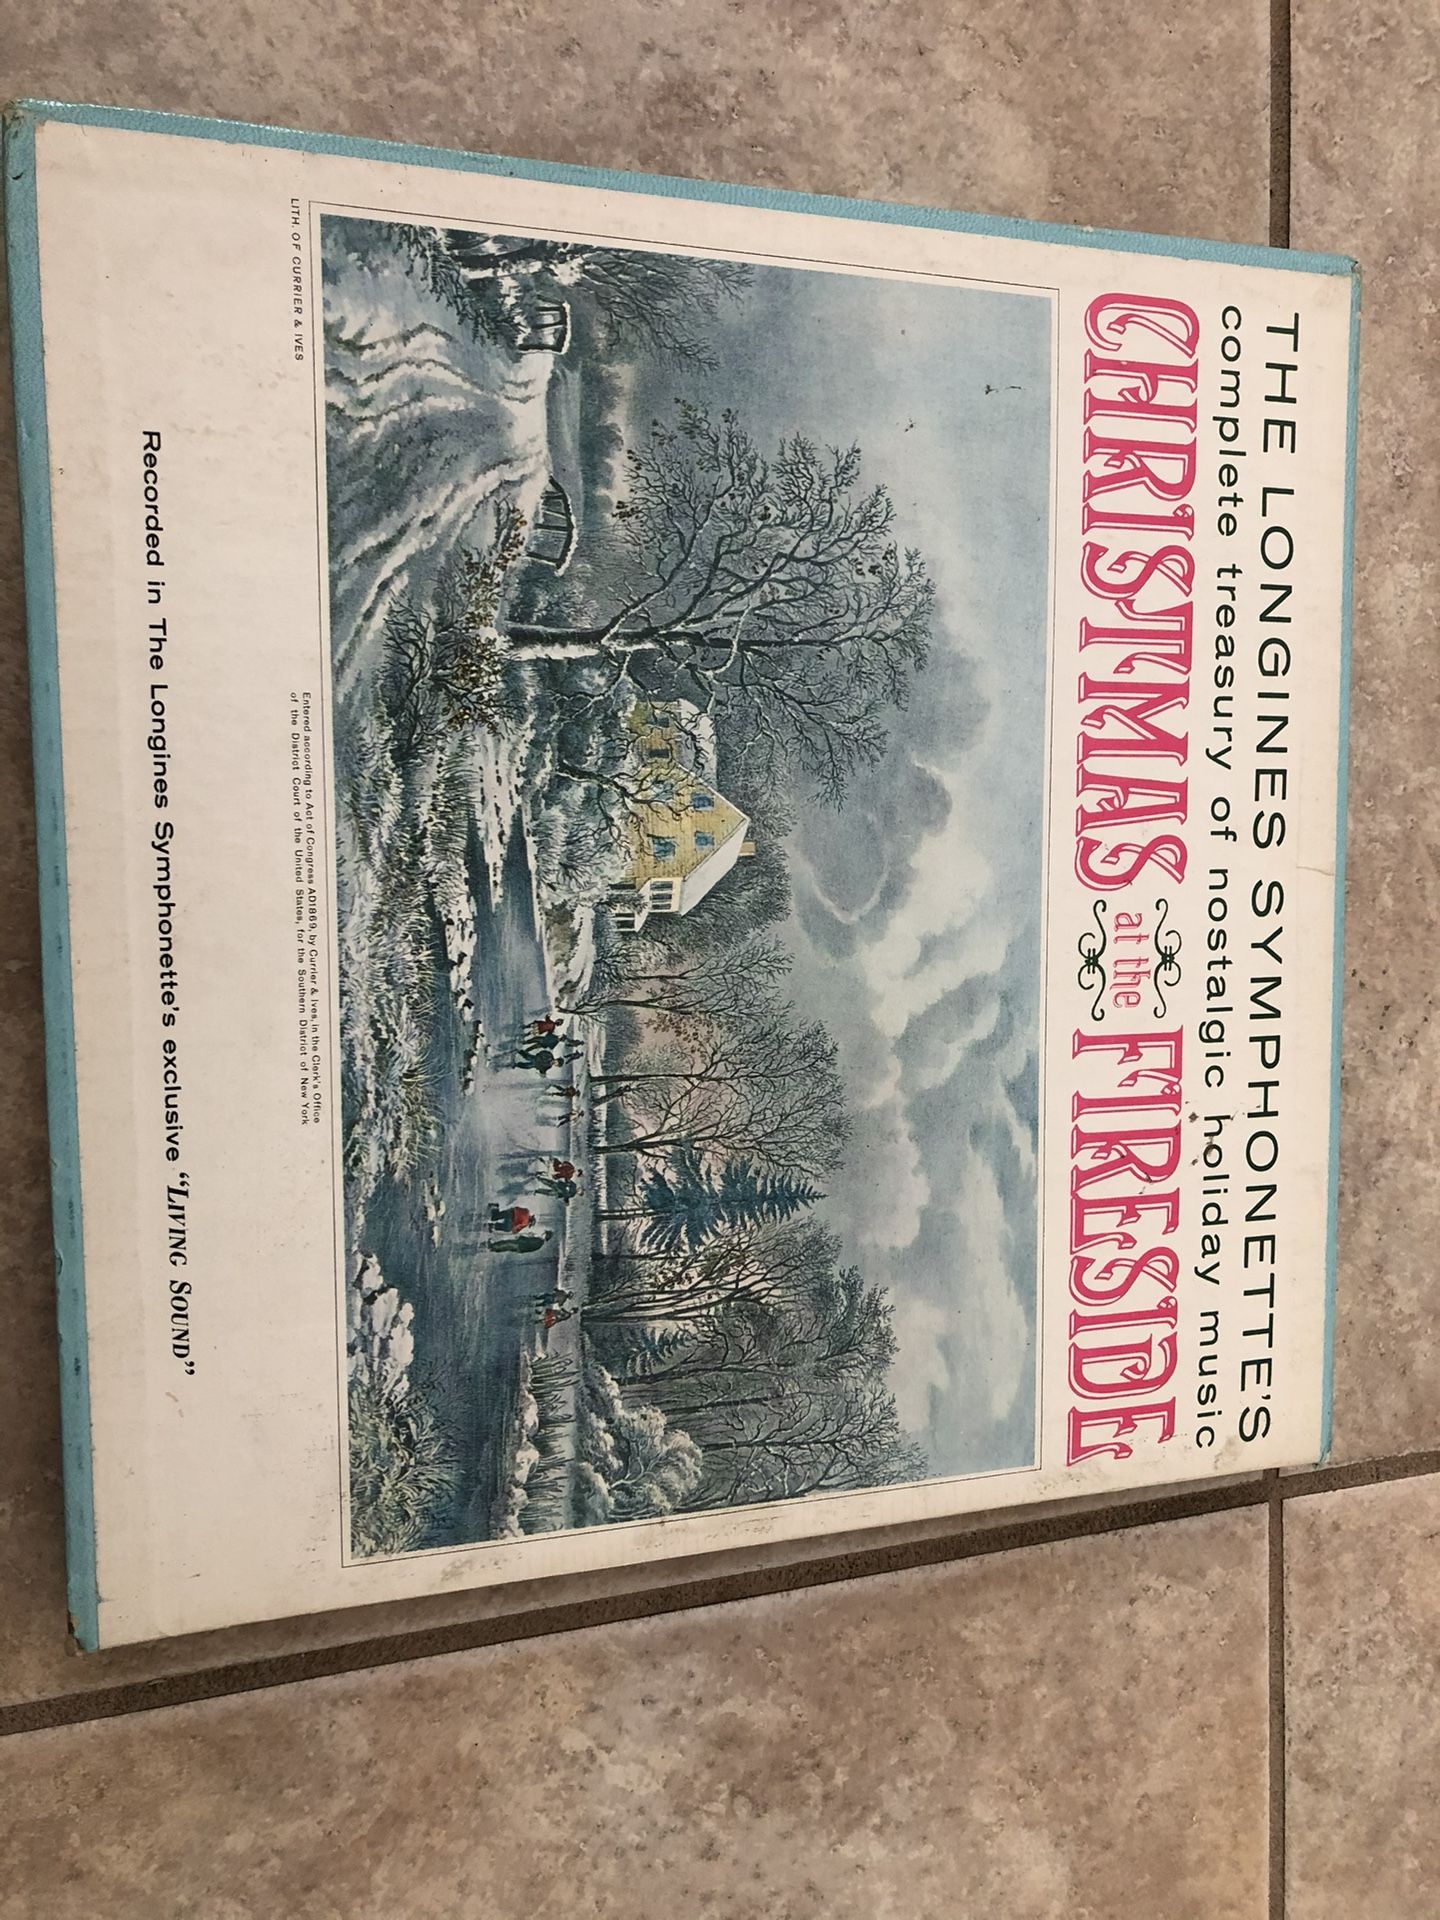 THE LONGINES SYMPHONETTE'S
complete treasury of nostalgic holiday music
CHRISTMAS at the FIRESIDE
LITH. OF CURRIER & IVES
Entered according to Act of Congress AD1869, by Currier & Ives, in the Clerk's Office
of the District Court of the United States, for the Southern District of New York
Recorded in The Longines Symphonette's exclusive “LIVING SOUND”